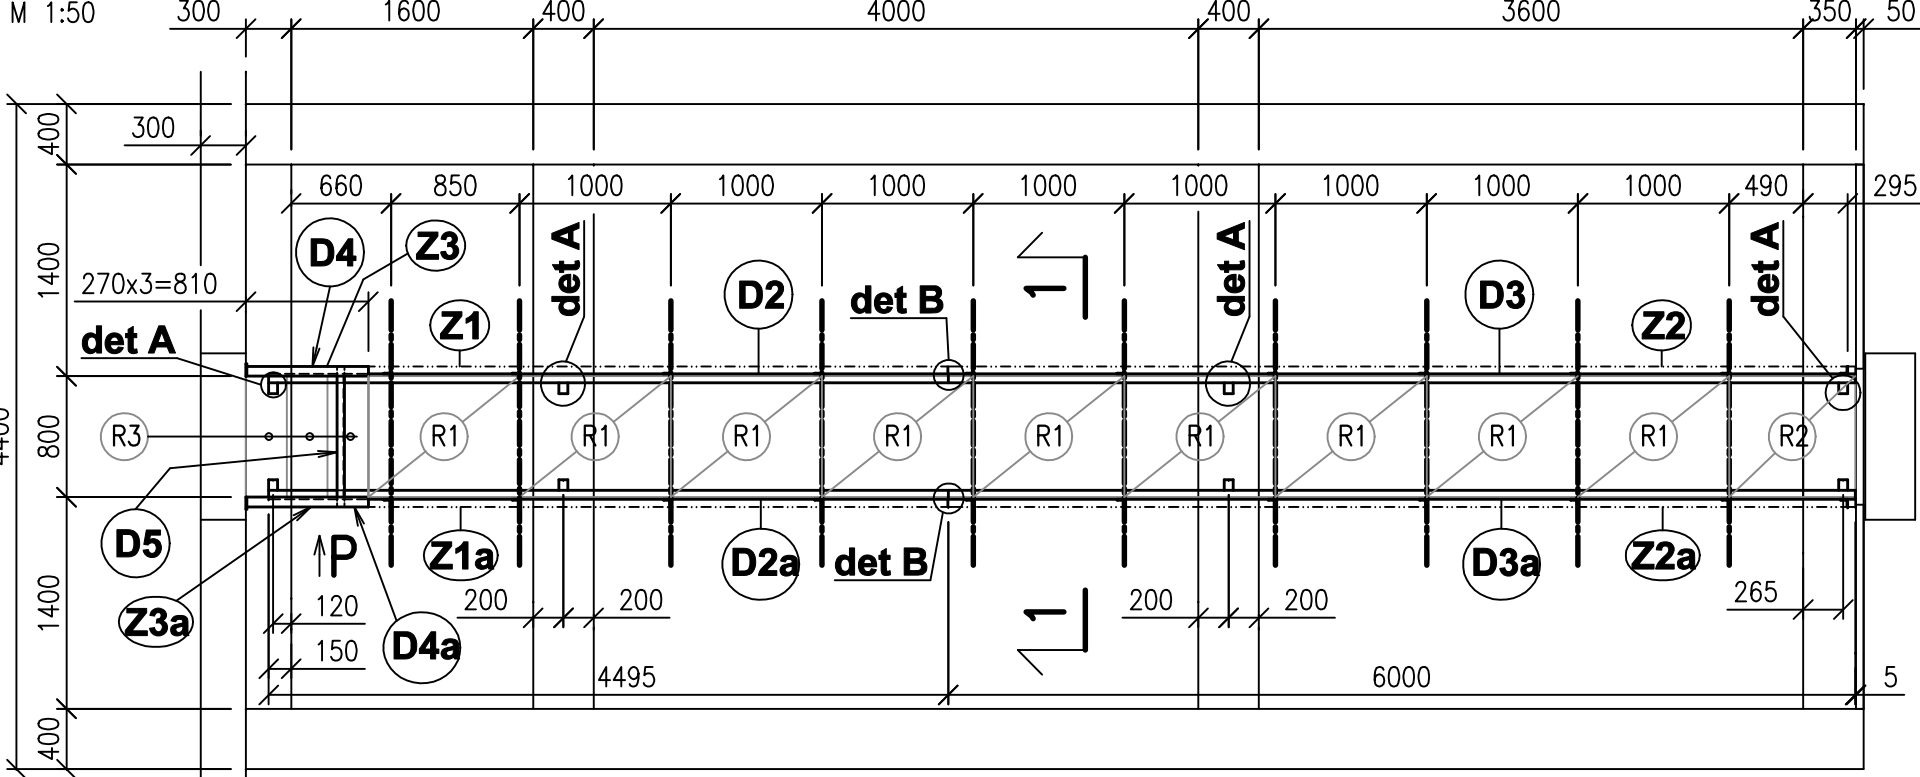 M 1:50 300 1600 400 4000 400 3600 350 50
400 300
660 850 1000 1000 1000 1000 1000 1000 1000 1000 490 295
1400
270x3=810
D4 Z3 det A D2 det B 1 det A D3 Z2 det A
Z1
det A
800
4400
R3 R1 R1 R1 R1 R1 R1 R1 R1 R1 R2
D5 P Z1a D2a det B D3a Z2a
1400
Z3a 120 200 200 1 200 200 265
D4a
150
4495 6000 5
400